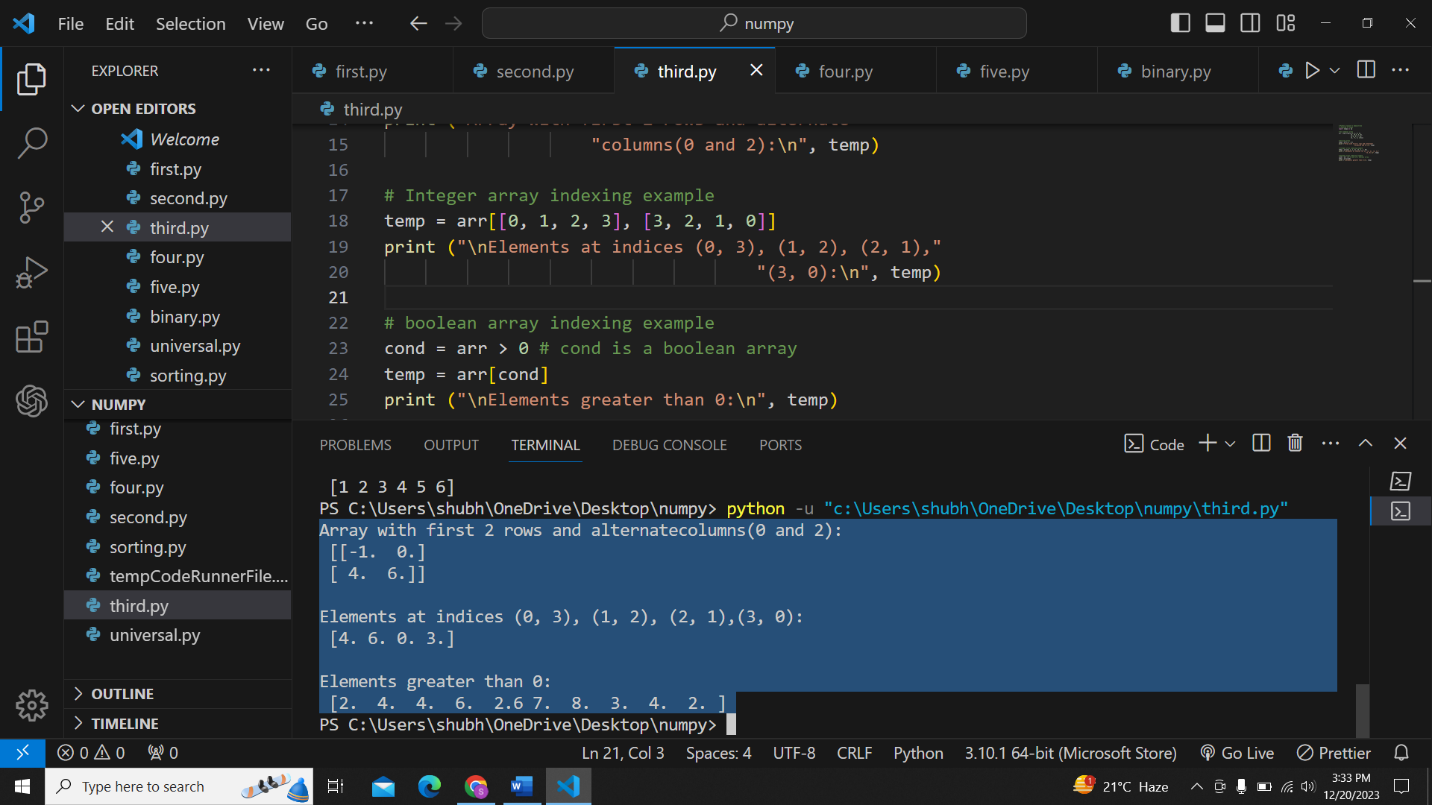 File Edit Selection View Go ··· numpy
EXPLORER ···
OPEN EDITORS
Welcome
first.py
second.py
third.py
four.py
five.py
binary.py
universal.py
sorting.py
NUMPY
first.py
five.py
four.py
second.py
sorting.py
tempCodeRunnerFile....
third.py
universal.py
OUTLINE
TIMELINE
first.py second.py third.py four.py five.py binary.py ···
third.py
15 "columns(0 and 2):\n", temp)
16
17 # Integer array indexing example
18 temp = arr[[0, 1, 2, 3], [3, 2, 1, 0]]
19 print ("\nElements at indices (0, 3), (1, 2), (2, 1),"
20 "(3, 0):\n", temp)
21
22 # boolean array indexing example
23 cond = arr > 0 # cond is a boolean array
24 temp = arr[cond]
25 print ("\nElements greater than 0:\n", temp)
PROBLEMS OUTPUT TERMINAL DEBUG CONSOLE PORTS Code ···
[1 2 3 4 5 6]
PS C:\Users\shubh\OneDrive\Desktop\numpy> python -u "c:\Users\shubh\OneDrive\Desktop\numpy\third.py"
Array with first 2 rows and alternatecolumns(0 and 2):
[[-1. 0.]
[ 4. 6.]]
Elements at indices (0, 3), (1, 2), (2, 1),(3, 0):
[4. 6. 0. 3.]
Elements greater than 0:
[2. 4. 4. 6. 2.6 7. 8. 3. 4. 2. ]
PS C:\Users\shubh\OneDrive\Desktop\numpy>
0 0 0 Ln 21, Col 3 Spaces: 4 UTF-8 CRLF Python 3.10.1 64-bit (Microsoft Store) Go Live Prettier
Type here to search 1 21°C Haze 3:33 PM
12/20/2023